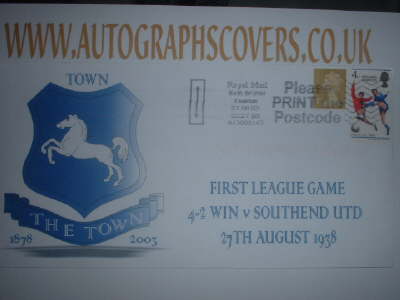 WWW.AUTOGRAPHSCOVERS.CO.UK
TOWN
THE TOWN
1878 2003
Royal Mail
Please
PRINT
Postcode
4
FIRST LEAGUE GAME
4-2 WIN v SOUTHEND UTD
27TH AUGUST 1938